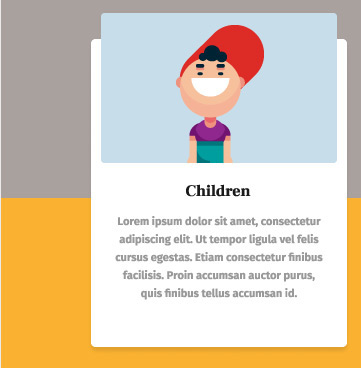 Children
Lorem ipsum dolor sit amet, consectetur
adipiscing elit. Ut tempor ligula vel felis
cursus egestas. Etiam consectetur finibus
facilisis. Proin accumsan auctor purus,
quis finibus tellus accumsan id.